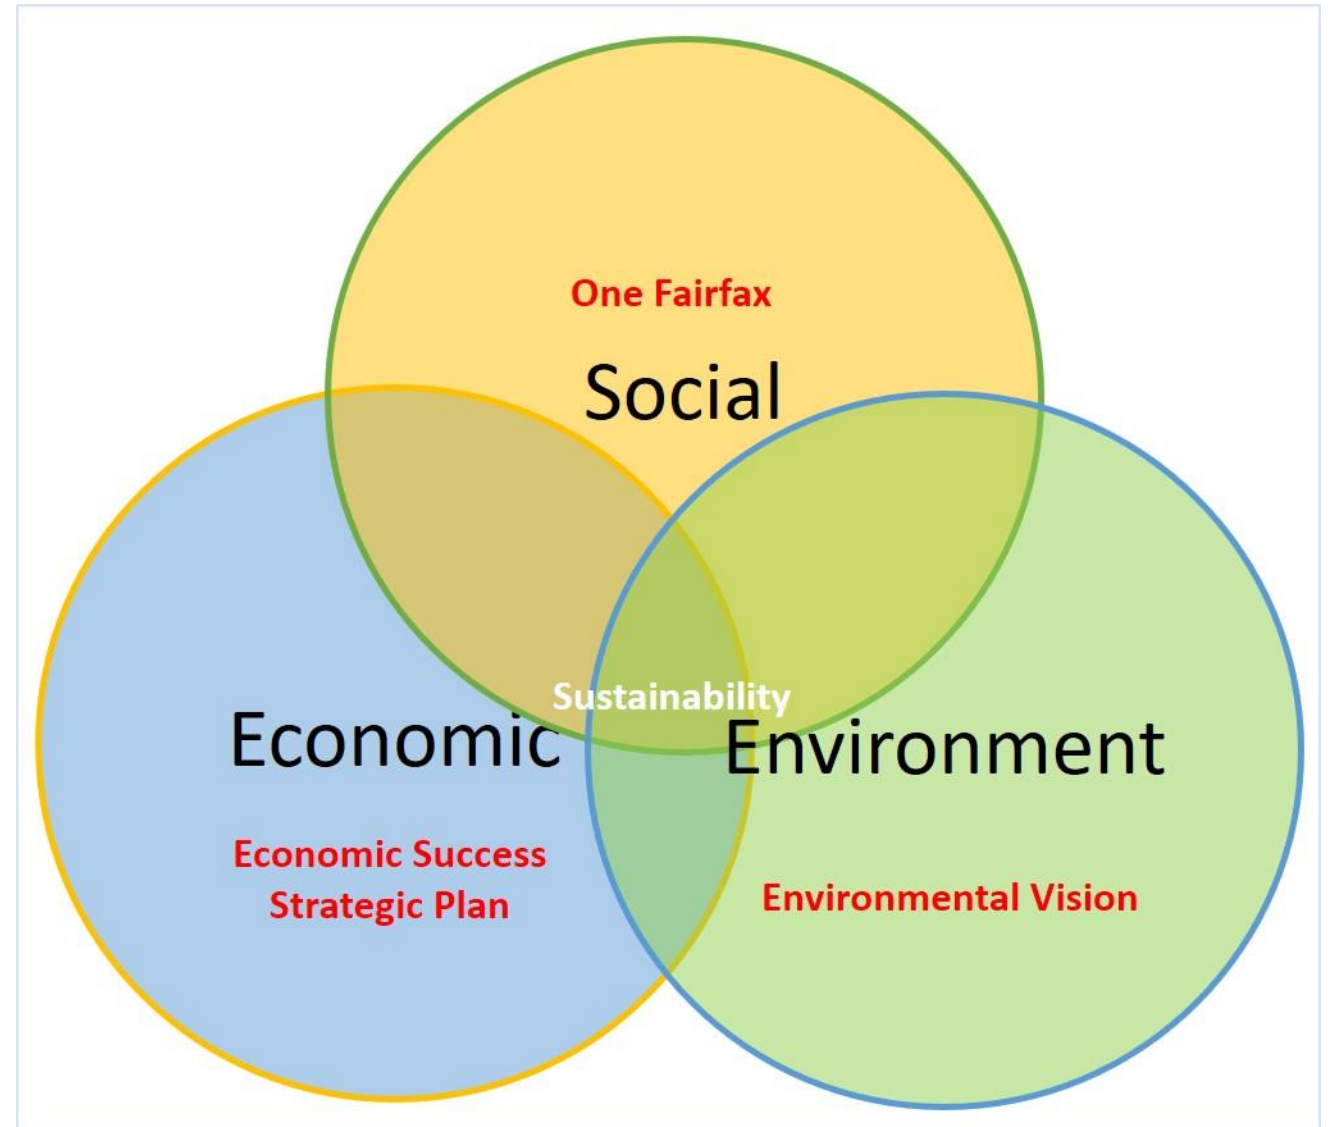 One Fairfax
Social
Sustainability
Economic
Environment
Economic Success
Strategic Plan
Environmental Vision